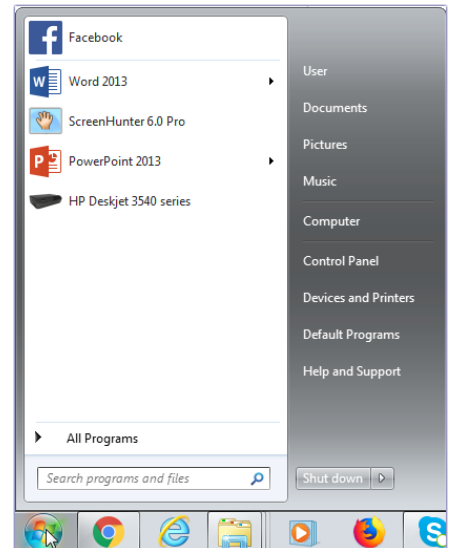 Facebook
Word 2013
ScreenHunter 6.0 Pro
PowerPoint 2013
HP Deskjet 3540 series
All Programs
Search programs and files
User
Documents
Pictures
Music
Computer
Control Panel
Devices and Printers
Default Programs
Help and Support
Shut down